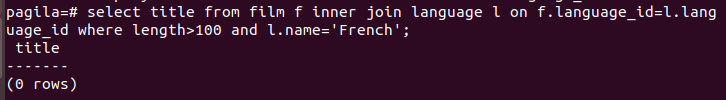 pagila=# select title from film f inner join language l on f.language_id=l.lang
uage_id where length>100 and l.name='French';
 title
-------
(0 rows)